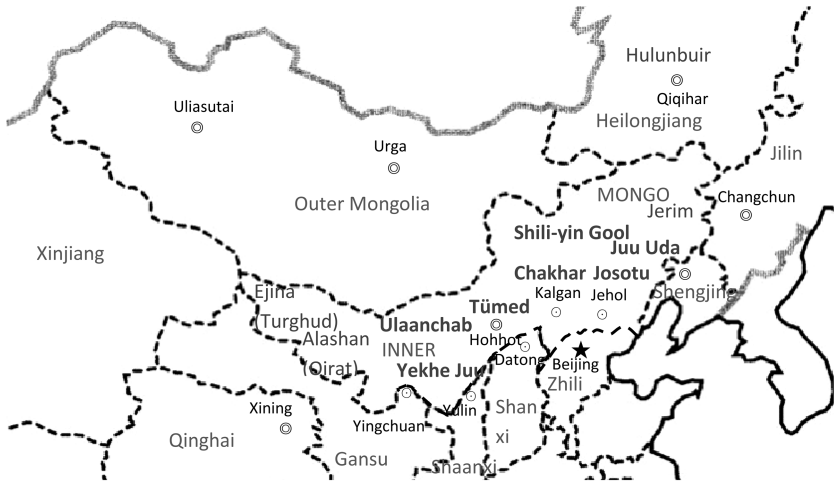 Hulunbuir
Qiqihar
Uliasutai
Heilongjiang
Urga
Jilin
MONGO
Changchun
Outer Mongolia
Jerim
Shili-yin Gool
Juu Uda
Xinjiang
Chakhar
Josotu
Ejina
(Turghud)
Kalgan
Jehol
Shengjing
Tümed
Ulaanchab
Alashan
(Oirat)
INNER
Hohhot
Datong
Beijing
Yekhe Juu
Zhili
Xining
Yulin
Shan
xi
Yingchuan
Qinghai
Gansu
Shaanxi